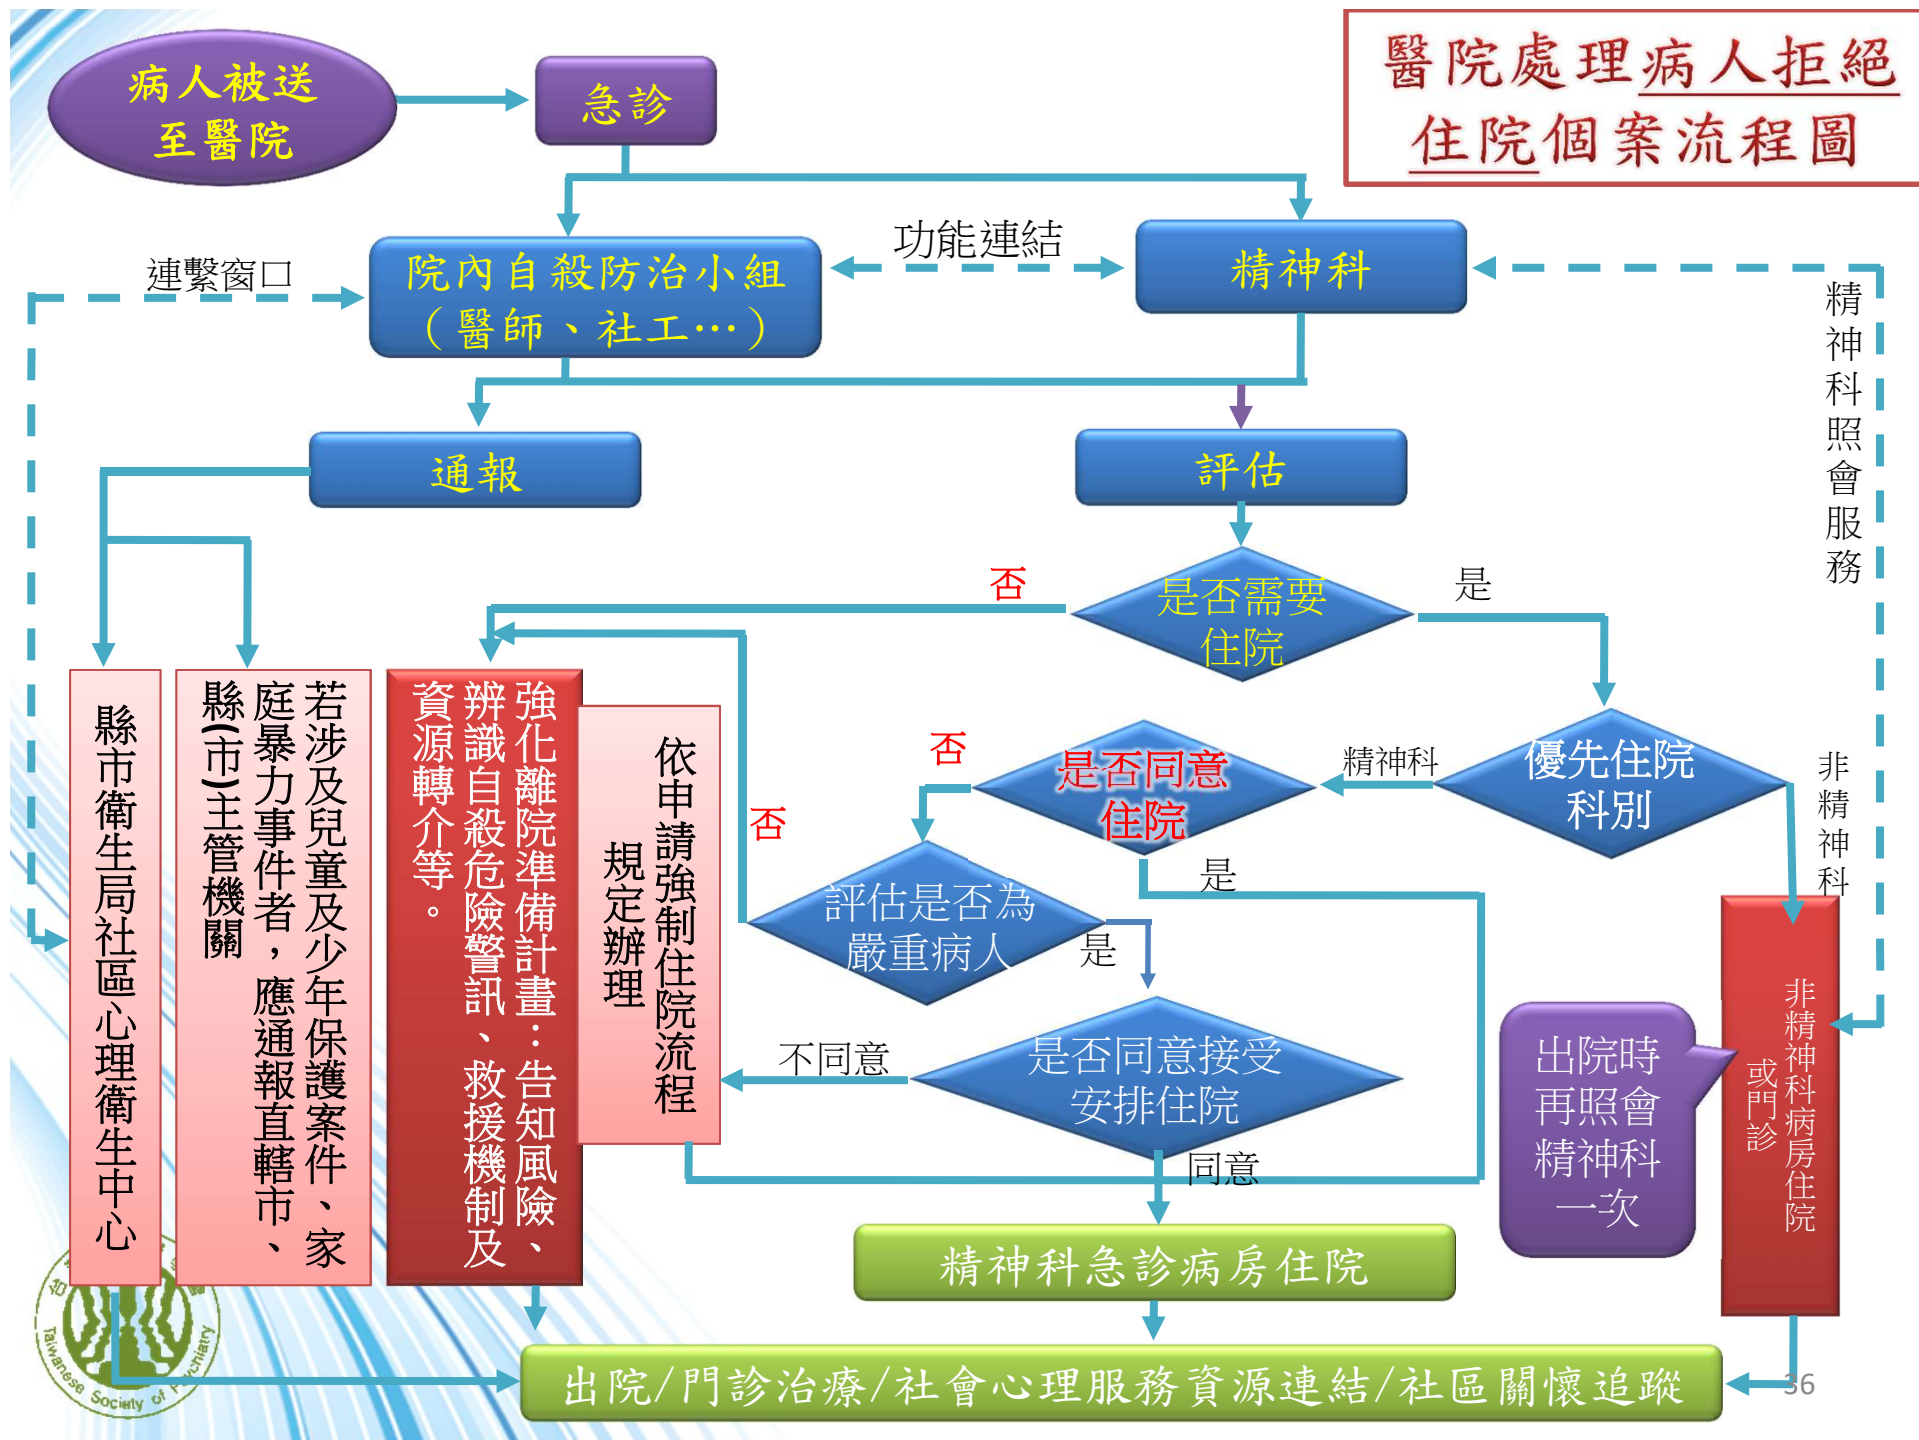 醫院處理病人拒絕
住院個案流程圖
病人被送
至醫院
急診
連繫窗口
院內自殺防治小組
(醫師、社工…)
功能連結
精神科
精神科照會服務
通報
評估
是否需要
住院
否
是
優先住院
科別
精神科
非精神科
是否同意
住院
否
是
評估是否為
嚴重病人
否
是
是否同意接受
安排住院
不同意
同意
縣市衛生局社區心理衛生中心
若涉及兒童及少年保護案件、家
庭暴力事件者，應通報直轄市、
縣(市)主管機關
強化離院準備計畫：告知風險、
辨識自殺危險警訊、救援機制及
資源轉介等。
依申請強制住院流程
規定辦理
非精神科病房住院
或門診
出院時
再照會
精神科
一次
精神科急診病房住院
出院/門診治療/社會心理服務資源連結/社區關懷追蹤
Taiwanese Society of Psychiatry
36